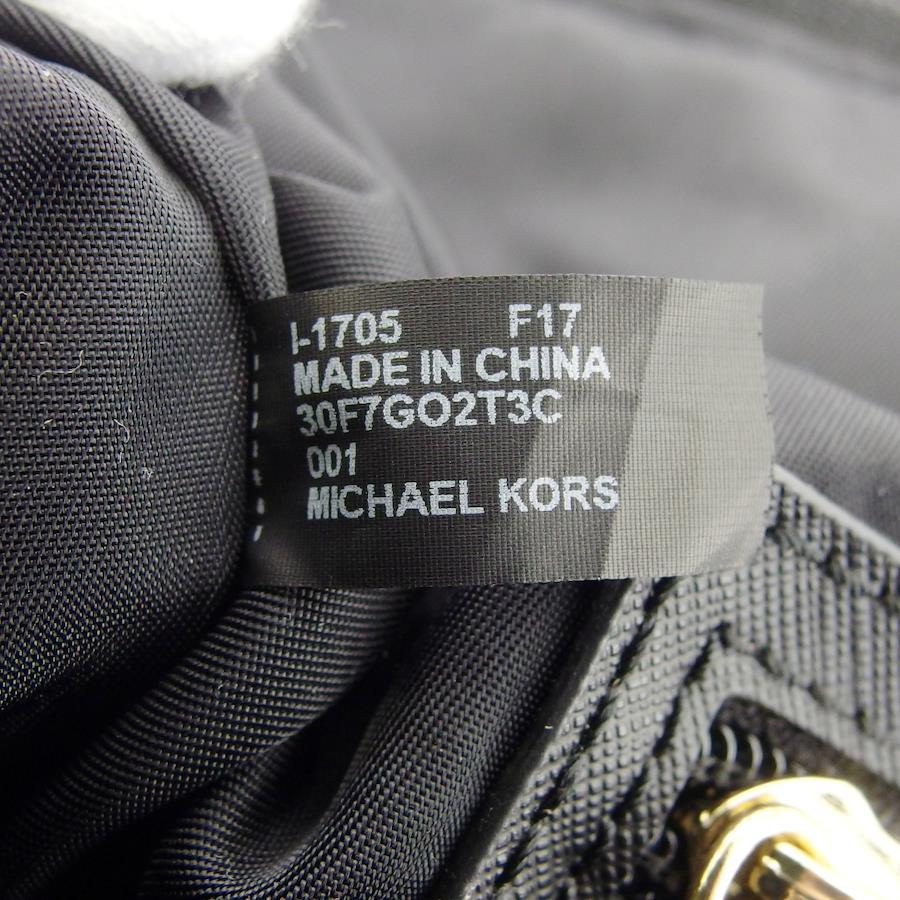 I-1705 F17
MADE IN CHINA
30F7GO2T3C
001
MICHAEL KORS